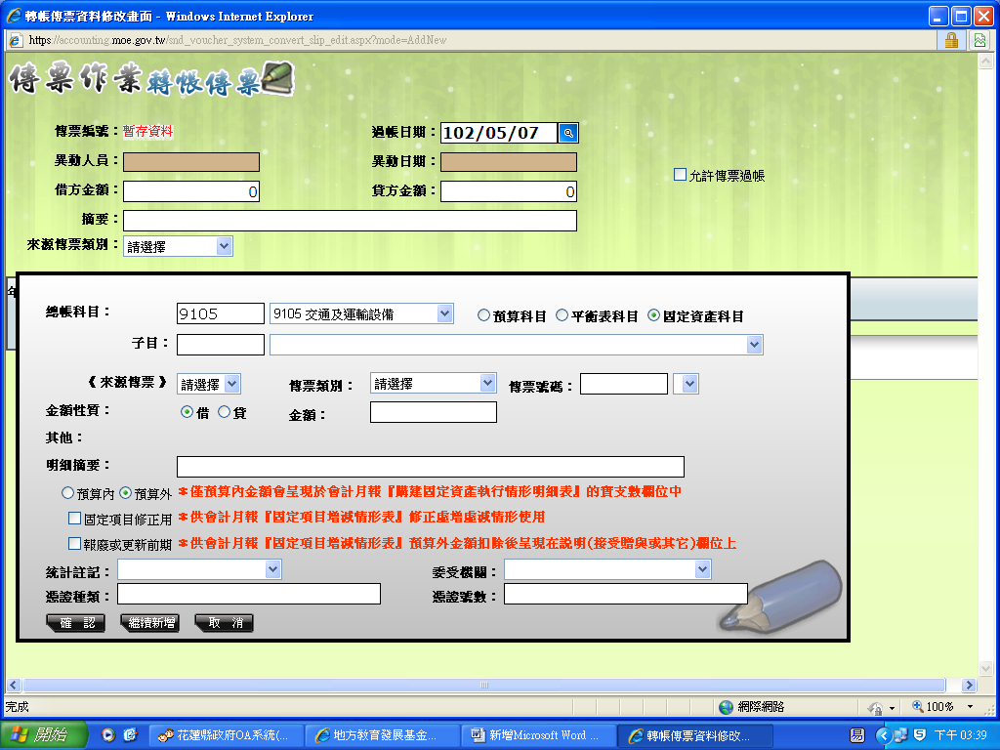 轉帳傳票資料修改畫面 - Windows Internet Explorer
https://accounting.moe.gov.tw/snd_voucher_system_convert_slip_edit.aspx?mode=AddNew
傳票作業 轉帳傳票
傳票編號：暫存資料 過帳日期：102/05/07
異動人員： 異動日期：
允許傳票過帳
借方金額：0 貸方金額：0
摘要：
來源傳票類別：請選擇
年
總帳科目：9105 9105 交通及運輸設備 預算科目 平衡表科目 固定資產科目
子目：
《來源傳票》 請選擇 傳票類別：請選擇 傳票號碼：
金額性質： 借 貸 金額：
其他：
明細摘要：
預算內 預算外 ＊僅預算內金額會呈現於會計月報『購建固定資產執行情形明細表』的實支數欄位中
固定項目修正用 ＊供會計月報『固定項目增減情形表』修正虛增虛減情形使用
報廢或更新前期 ＊供會計月報『固定項目增減情形表』預算外金額扣除後呈現在説明(接受贈與或其它)欄位上
統計註記： 委受機關：
憑證種類： 憑證號數：
確 認 繼續新增 取 消
完成 網際網路 100%
開始 花蓮縣政府OA系統(... 地方教育發展基金... 新增Microsoft Word ... 轉帳傳票資料修改... 下午 03:39